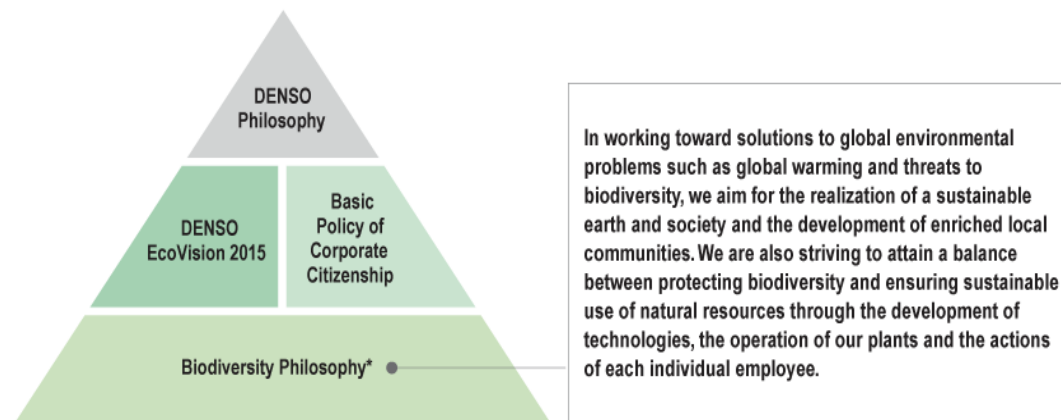 DENSO
Philosophy
DENSO
EcoVision 2015
Basic
Policy of
Corporate
Citizenship
Biodiversity Philosophy*
In working toward solutions to global environmental
problems such as global warming and threats to
biodiversity, we aim for the realization of a sustainable
earth and society and the development of enriched local
communities. We are also striving to attain a balance
between protecting biodiversity and ensuring sustainable
use of natural resources through the development of
technologies, the operation of our plants and the actions
of each individual employee.